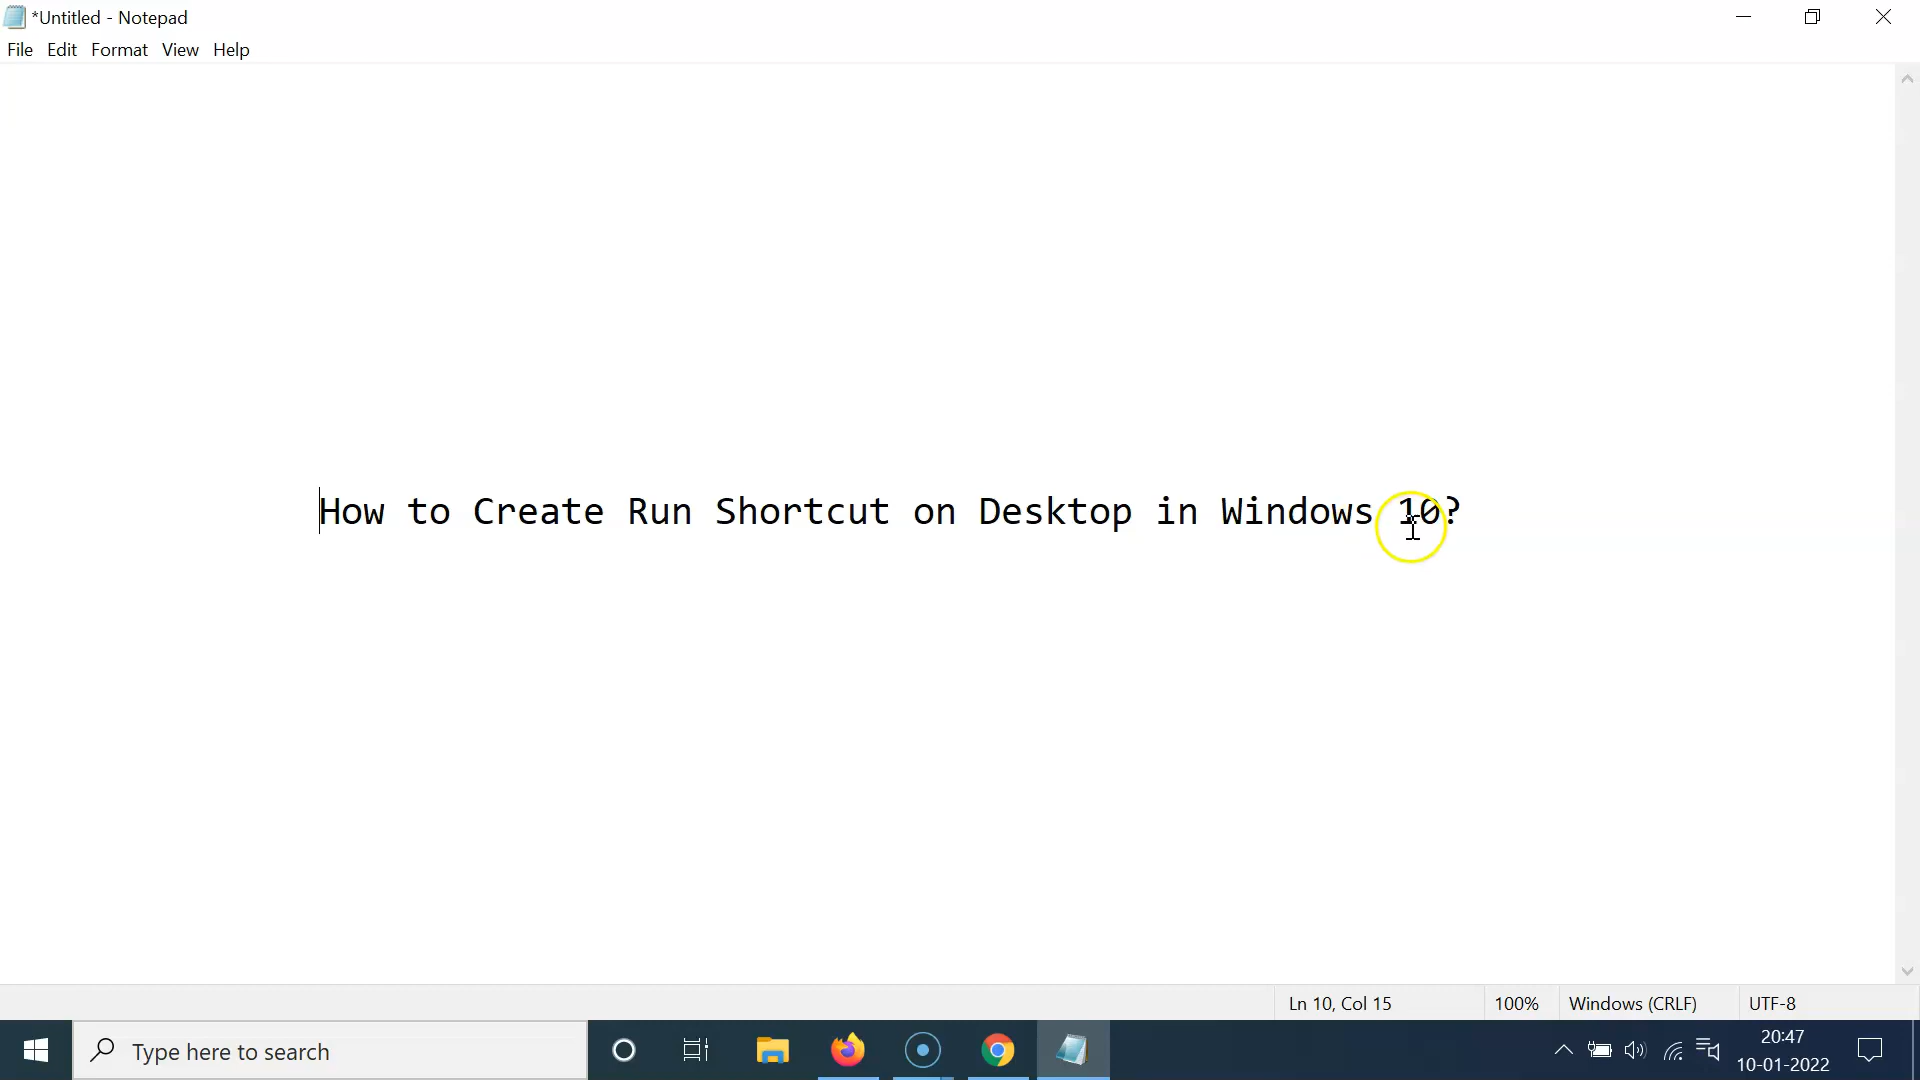 *Untitled - Notepad
File Edit Format View Help
How to Create Run Shortcut on Desktop in Windows 10?
Ln 10, Col 15 100% Windows (CRLF) UTF-8
Type here to search
20:47
10-01-2022